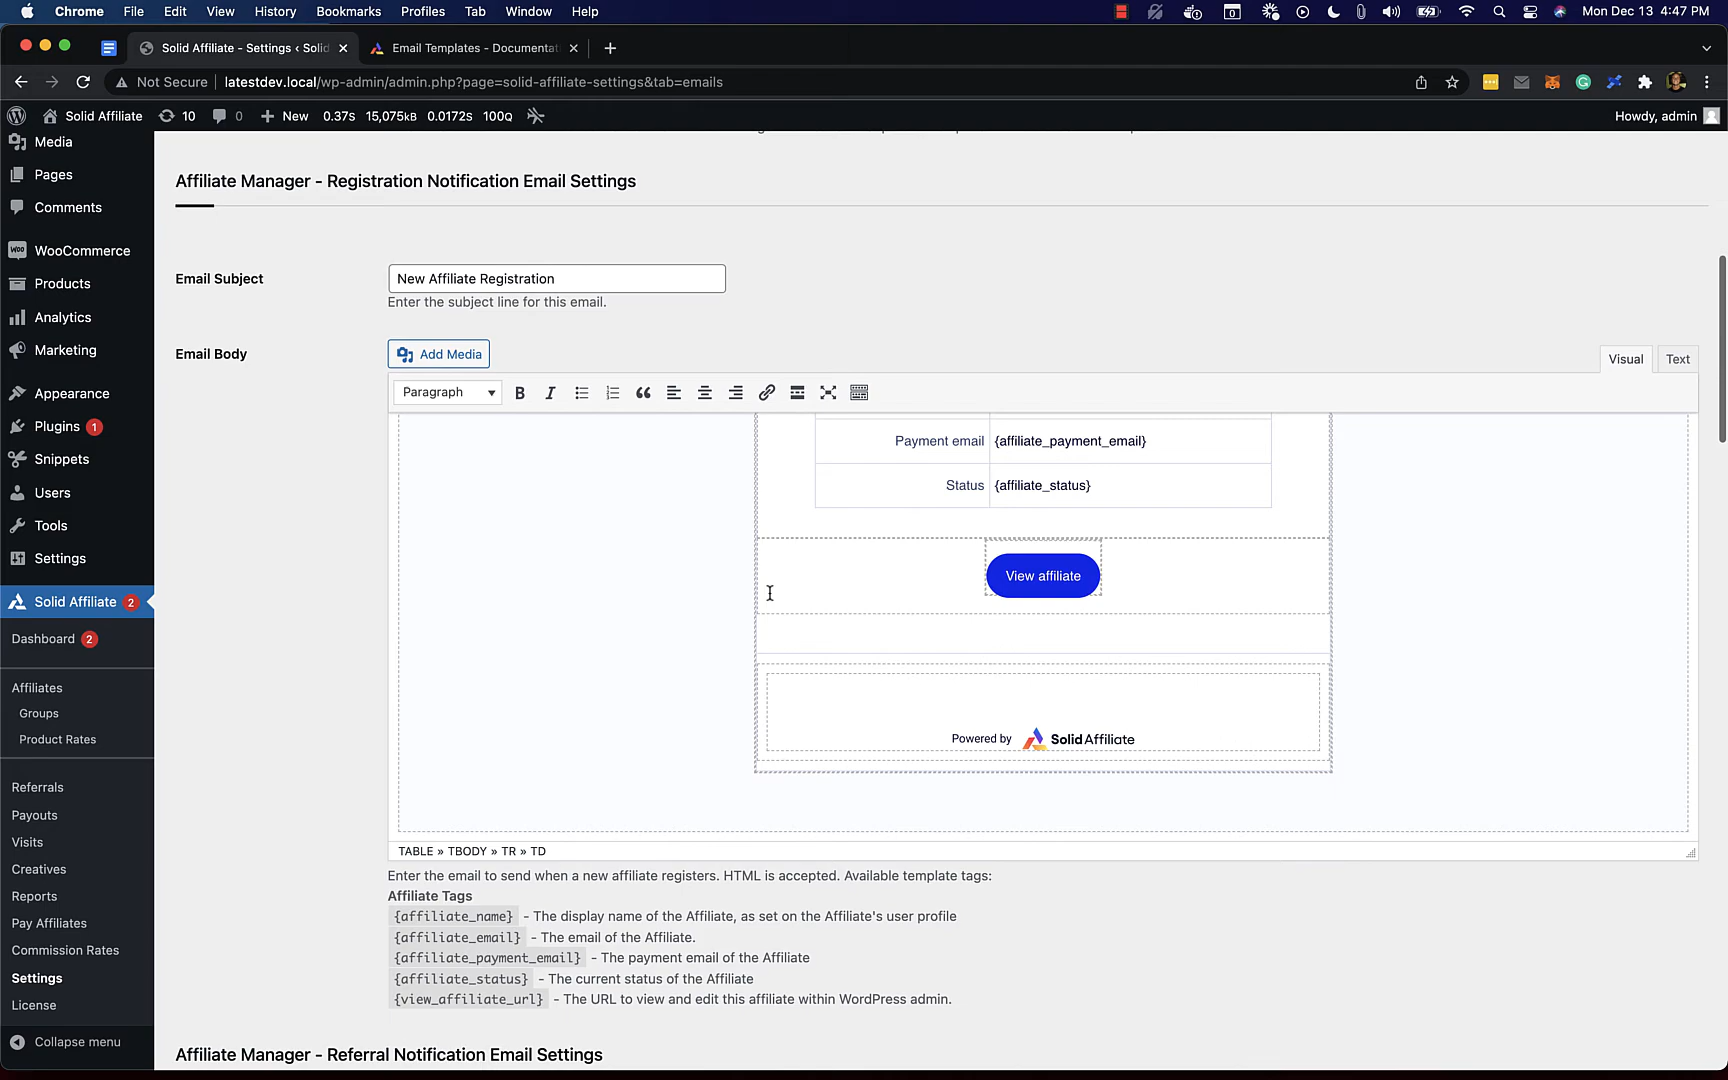 Chrome File Edit View History Bookmarks Profiles Tab Window Help Mon Dec 13 4:47 PM
Solid Affiliate - Settings ‹ Solid Email Templates - Documentat
Not Secure latestdev.local/wp-admin/admin.php?page=solid-affiliate-settings&tab=emails
Solid Affiliate 10 0 New 0.37s 15,075kB 0.0172s 100Q Howdy, admin
Media
Pages
Comments
WooCommerce
Products
Analytics
Marketing
Appearance
Plugins 1
Snippets
Users
Tools
Settings
Solid Affiliate 2
Dashboard 2
Affiliates
Groups
Product Rates
Referrals
Payouts
Visits
Creatives
Reports
Pay Affiliates
Commission Rates
Settings
License
Collapse menu
Affiliate Manager - Registration Notification Email Settings
Email Subject
New Affiliate Registration
Enter the subject line for this email.
Email Body
Add Media
Visual Text
Paragraph B I
Payment email {affiliate_payment_email}
Status {affiliate_status}
View affiliate
Powered by Solid Affiliate
TABLE » TBODY » TR » TD
Enter the email to send when a new affiliate registers. HTML is accepted. Available template tags:
Affiliate Tags
{affiliate_name} - The display name of the Affiliate, as set on the Affiliate's user profile
{affiliate_email} - The email of the Affiliate.
{affiliate_payment_email} - The payment email of the Affiliate
{affiliate_status} - The current status of the Affiliate
{view_affiliate_url} - The URL to view and edit this affiliate within WordPress admin.
Affiliate Manager - Referral Notification Email Settings